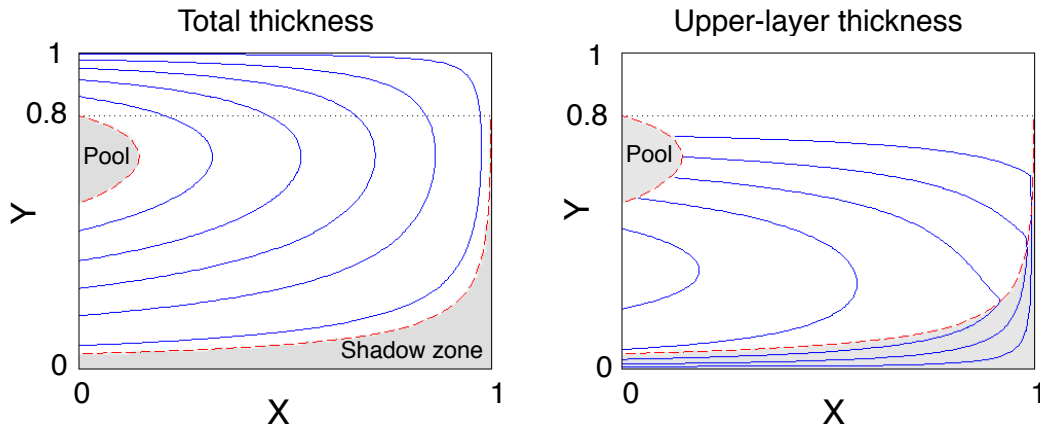 Total thickness
1
0.8
Pool
Y
Shadow zone
0
0
X
1
Upper-layer thickness
1
0.8
Pool
Y
0
0
X
1